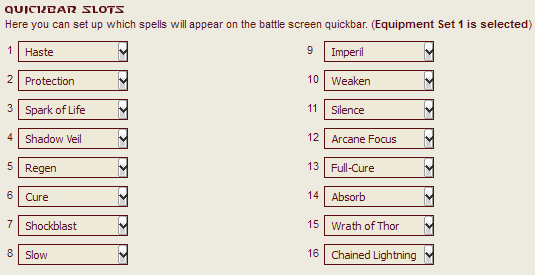 QUICKBAR SLOTS
Here you can set up which spells will appear on the battle screen quickbar. (Equipment Set 1 is selected)
1 Haste
2 Protection
3 Spark of Life
4 Shadow Veil
5 Regen
6 Cure
7 Shockblast
8 Slow
9 Imperil
10 Weaken
11 Silence
12 Arcane Focus
13 Full-Cure
14 Absorb
15 Wrath of Thor
16 Chained Lightning